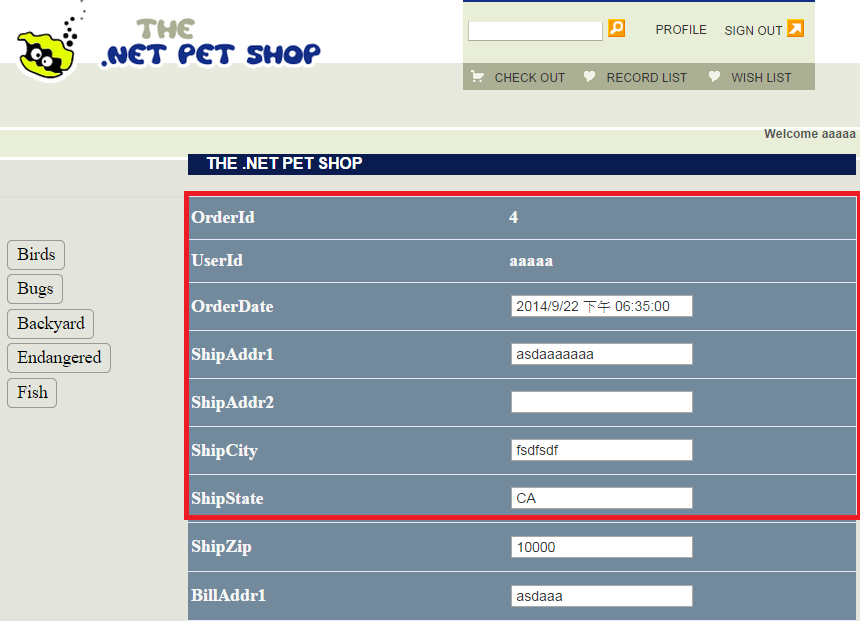 THE
.NET PET SHOP
PROFILE SIGN OUT
CHECK OUT RECORD LIST WISH LIST
Welcome aaaaa
THE .NET PET SHOP
Birds
Bugs
Backyard
Endangered
Fish
OrderId 4
UserId aaaaa
OrderDate 2014/9/22 下午 06:35:00
ShipAddr1 asdaaaaaaa
ShipAddr2
ShipCity fsdfsdf
ShipState CA
ShipZip 10000
BillAddr1 asdaaa